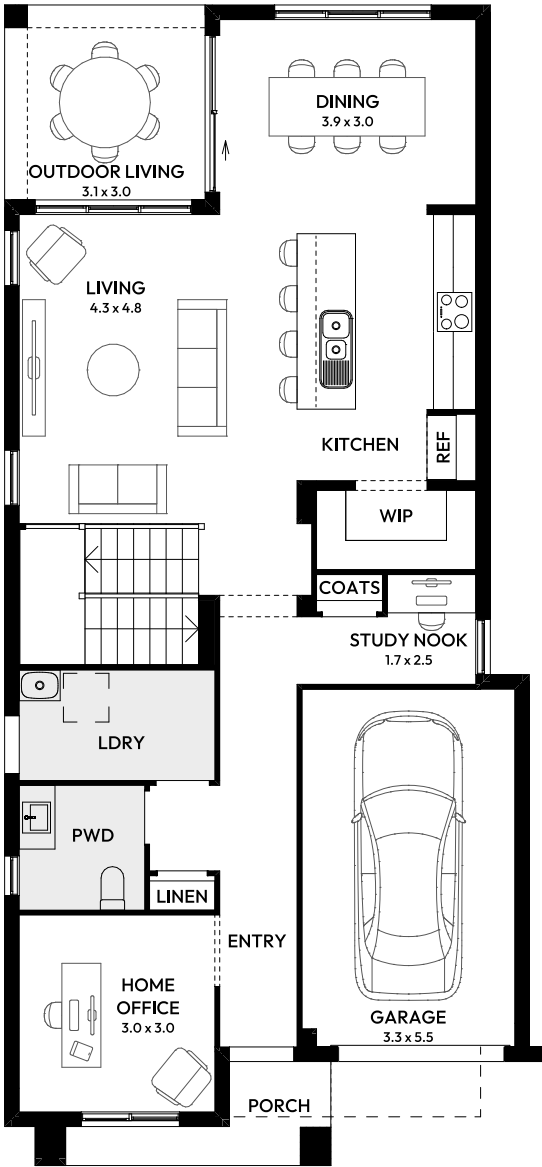 DINING
3.9 x 3.0
OUTDOOR LIVING
3.1 x 3.0
LIVING
4.3 x 4.8
KITCHEN
REF
WIP
COATS
STUDY NOOK
1.7 x 2.5
LDRY
PWD
LINEN
ENTRY
HOME
OFFICE
3.0 x 3.0
GARAGE
3.3 x 5.5
PORCH